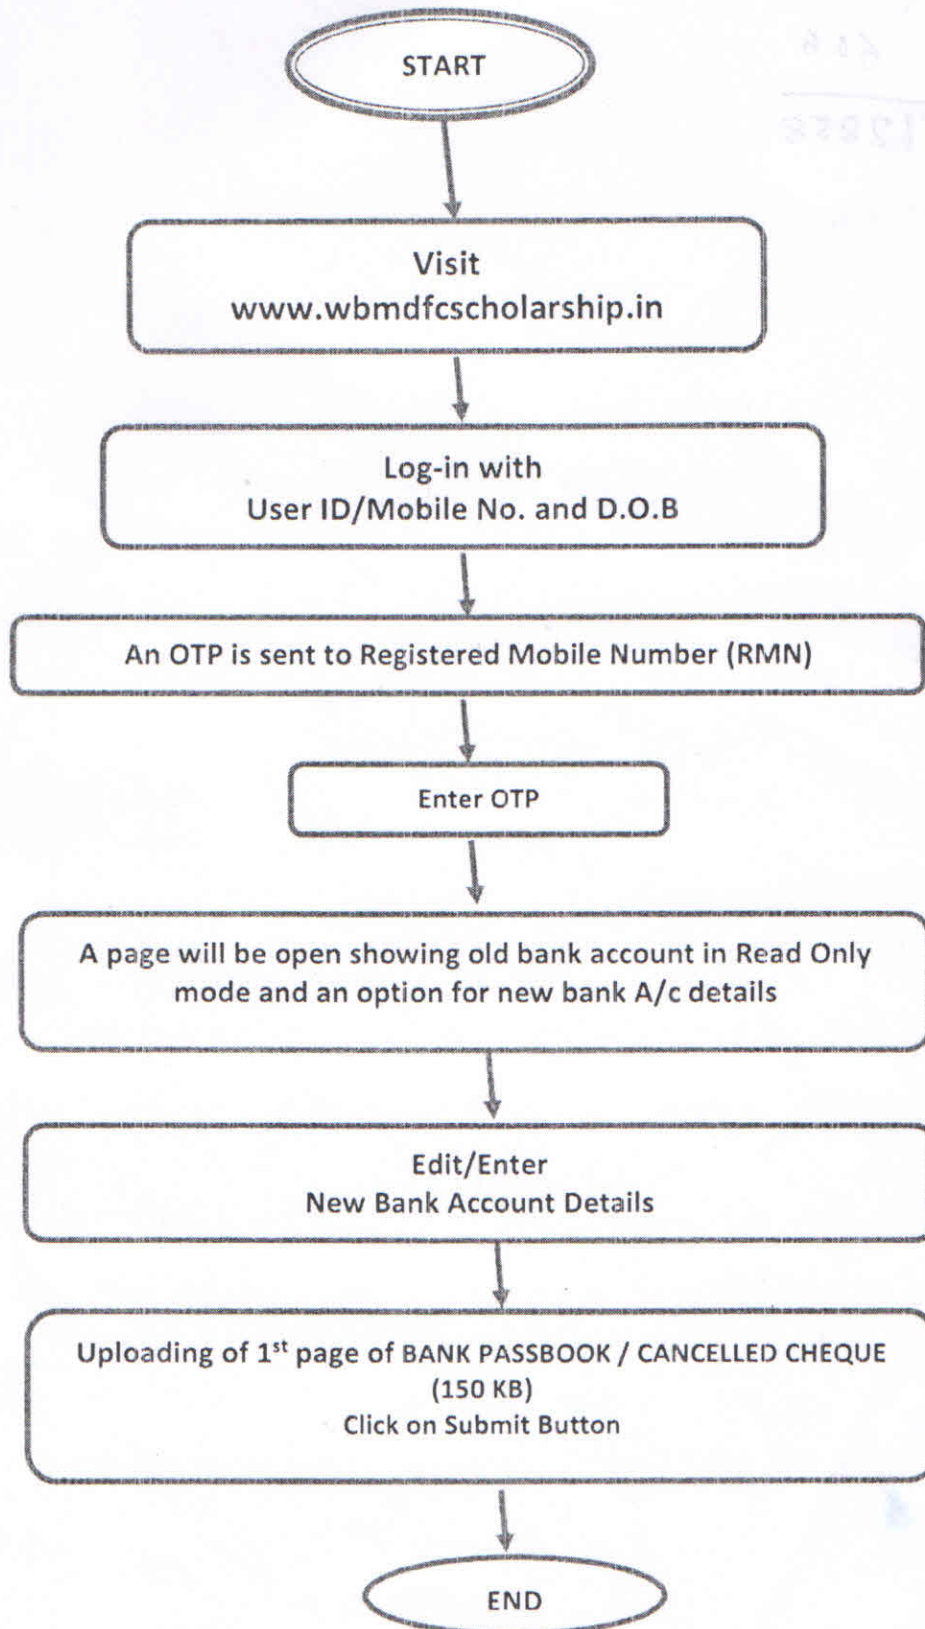 START
Visit
www.wbmdfcscholarship.in
Log-in with
User ID/Mobile No. and D.O.B
An OTP is sent to Registered Mobile Number (RMN)
Enter OTP
A page will be open showing old bank account in Read Only
mode and an option for new bank A/c details
Edit/Enter
New Bank Account Details
Uploading of 1st page of BANK PASSBOOK / CANCELLED CHEQUE
(150 KB)
Click on Submit Button
END